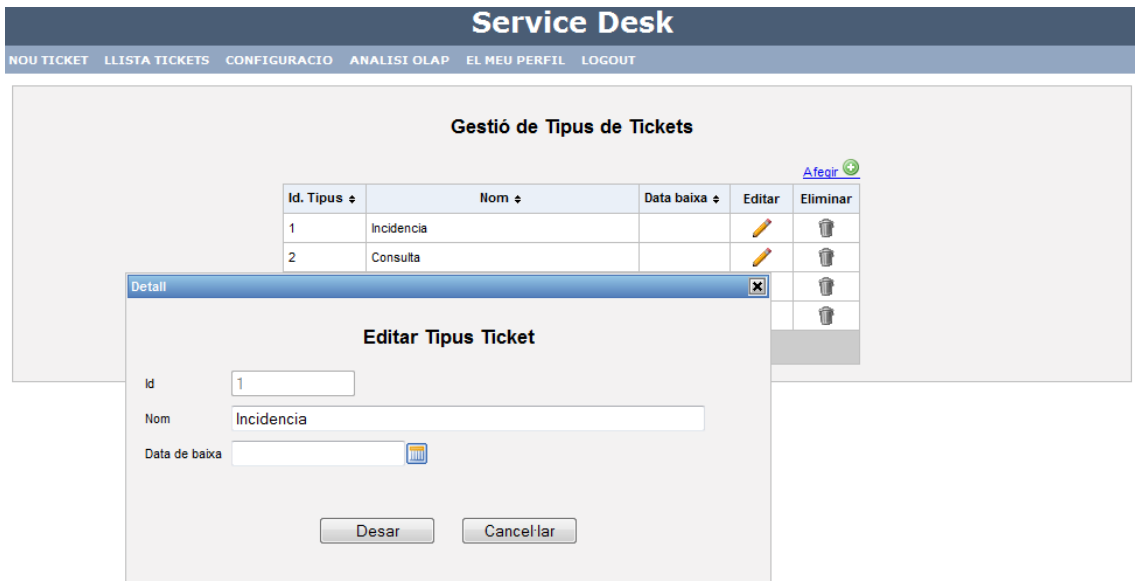 Service Desk
NOU TICKET LLISTA TICKETS CONFIGURACIO ANALISI OLAP EL MEU PERFIL LOGOUT
Gestió de Tipus de Tickets
Afegir
Id. Tipus Nom Data baixa Editar Eliminar
1 Incidencia
2 Consulta
Detall
Editar Tipus Ticket
Id 1
Nom Incidencia
Data de baixa
Desar Cancel·lar